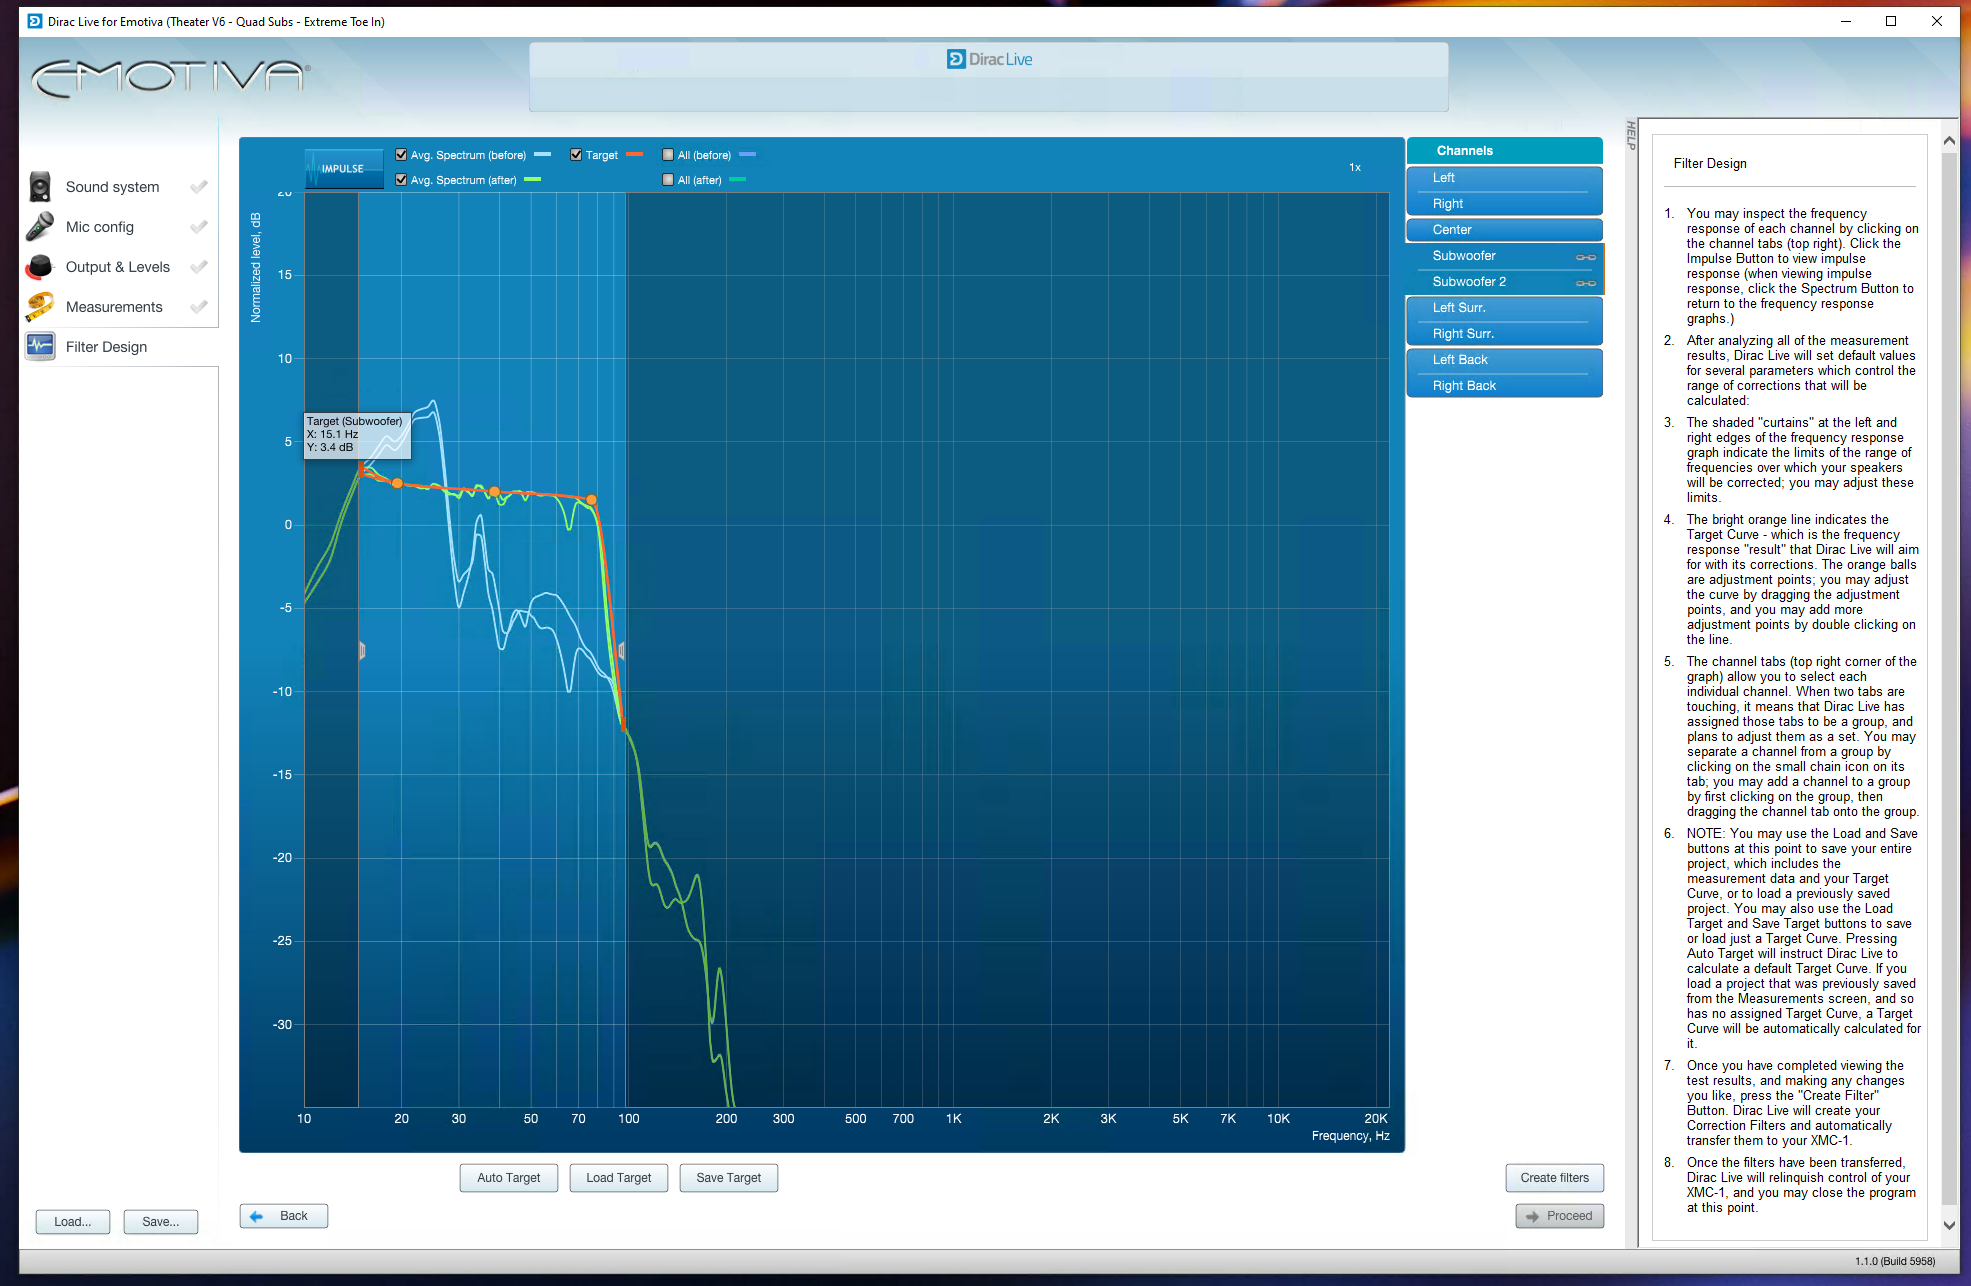 Dirac Live for Emotiva (Theater V6 - Quad Subs - Extreme Toe In)
EMOTIVA®
Dirac Live
Sound system
Mic config
Output & Levels
Measurements
Filter Design
IMPULSE
Avg. Spectrum (before)
Target
All (before)
Avg. Spectrum (after)
All (after)
1x
Normalized level, dB
20
15
10
5
0
-5
-10
-15
-20
-25
-30
Target (Subwoofer)
X: 15.1 Hz
Y: 3.4 dB
10 20 30 50 70 100 200 300 500 700 1K 2K 3K 5K 7K 10K 20K
Frequency, Hz
Channels
Left
Right
Center
Subwoofer
Subwoofer 2
Left Surr.
Right Surr.
Left Back
Right Back
Auto Target
Load Target
Save Target
Create filters
Back
Proceed
Load...
Save...
HELP
Filter Design
1. You may inspect the frequency
response of each channel by clicking on
the channel tabs (top right). Click the
Impulse Button to view impulse
response (when viewing impulse
response, click the Spectrum Button to
return to the frequency response
graphs.)
2. After analyzing all of the measurement
results, Dirac Live will set default values
for several parameters which control the
range of corrections that will be
calculated:
3. The shaded "curtains" at the left and
right edges of the frequency response
graph indicate the limits of the range of
frequencies over which your speakers
will be corrected; you may adjust these
limits.
4. The bright orange line indicates the
Target Curve - which is the frequency
response "result" that Dirac Live will aim
for with its corrections. The orange balls
are adjustment points; you may adjust
the curve by dragging the adjustment
points, and you may add more
adjustment points by double clicking on
the line.
5. The channel tabs (top right corner of the
graph) allow you to select each
individual channel. When two tabs are
touching, it means that Dirac Live has
assigned those tabs to be a group, and
plans to adjust them as a set. You may
separate a channel from a group by
clicking on the small chain icon on its
tab; you may add a channel to a group
by first clicking on the group, then
dragging the channel tab onto the group.
6. NOTE: You may use the Load and Save
buttons at this point to save your entire
project, which includes the
measurement data and your Target
Curve, or to load a previously saved
project. You may also use the Load
Target and Save Target buttons to save
or load just a Target Curve. Pressing
Auto Target will instruct Dirac Live to
calculate a default Target Curve. If you
load a project that was previously saved
from the Measurements screen, and so
has no assigned Target Curve, a Target
Curve will be automatically calculated for
it.
7. Once you have completed viewing the
test results, and making any changes
you like, press the "Create Filter"
Button. Dirac Live will create your
Correction Filters and automatically
transfer them to your XMC-1.
8. Once the filters have been transferred,
Dirac Live will relinquish control of your
XMC-1, and you may close the program
at this point.
1.1.0 (Build 5958)